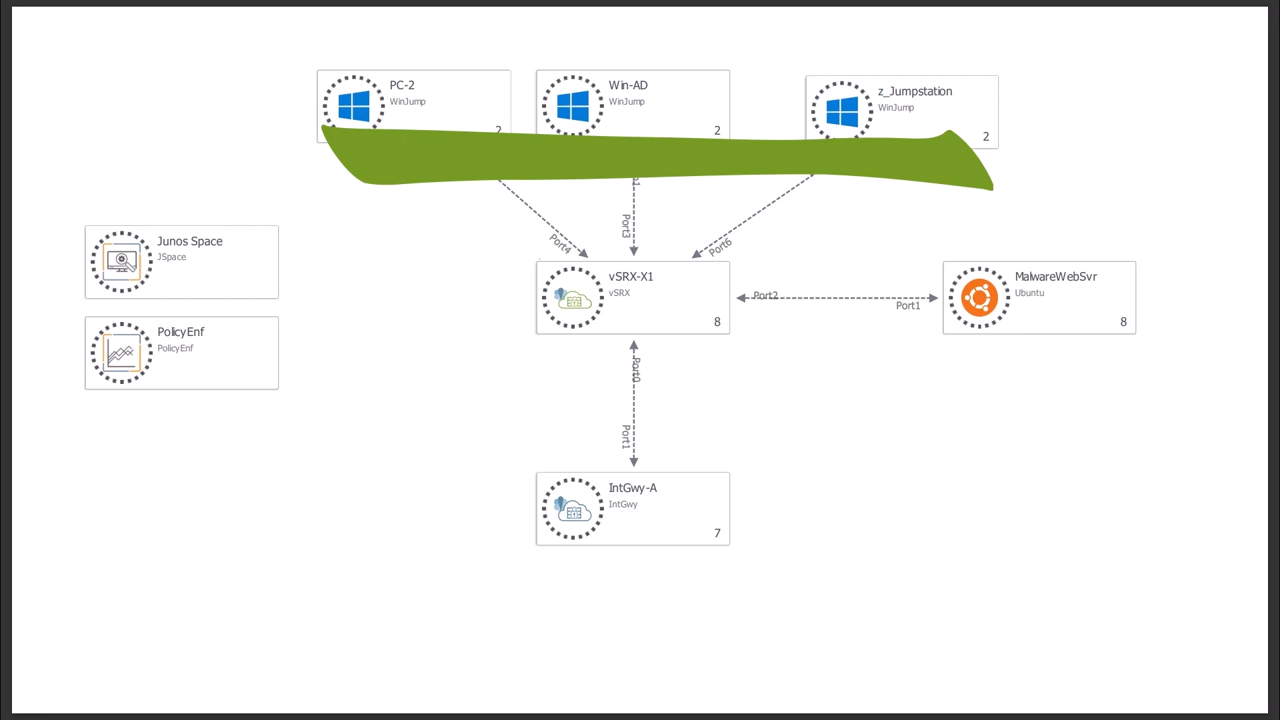 PC-2
WinJump
2
Win-AD
WinJump
2
z_Jumpstation
WinJump
2
Port4
Port3
Port6
Junos Space
JSpace
PolicyEnf
PolicyEnf
vSRX-X1
vSRX
8
Port2
Port1
MalwareWebSvr
Ubuntu
8
Port0
Port1
IntGwy-A
IntGwy
7